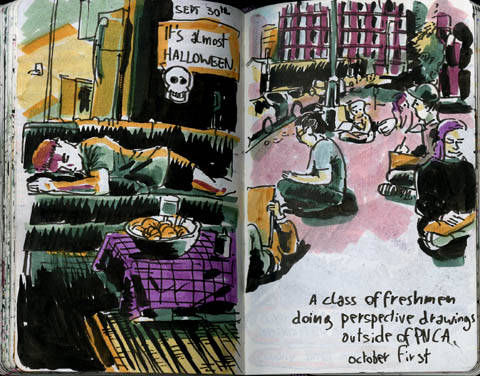 SEPT 30th
It's almost
HALLOWEEN
A class of freshmen
doing perspective drawings
outside of PNCA,
october first